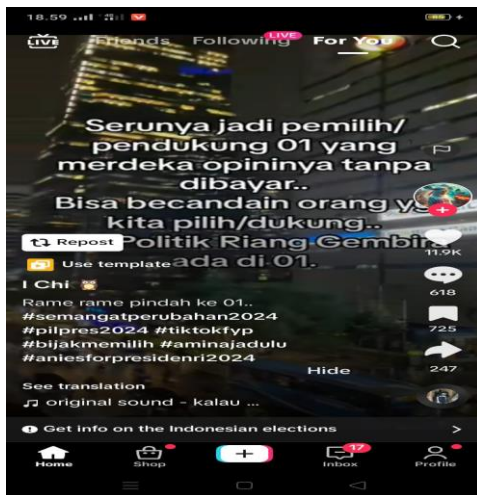 18.59
LIVE Friends Following LIVE For You
Serunya jadi pemilih/
pendukung 01 yang
merdeka opininya tanpa
dibayar..
Bisa becandain orang
kita pilih/dukung..
Repost Politik Riang Gembira
Use template ada di 01.
11.9K
I Chi
618
Rame rame pindah ke 01..
#semangatperubahan2024
#pilpres2024 #tiktokfyp
725
#bijakmemilih #aminajadulu
#aniesforpresidenri2024
Hide
247
See translation
original sound - kalau ...
Get info on the Indonesian elections
17
Home Shop Inbox Profile